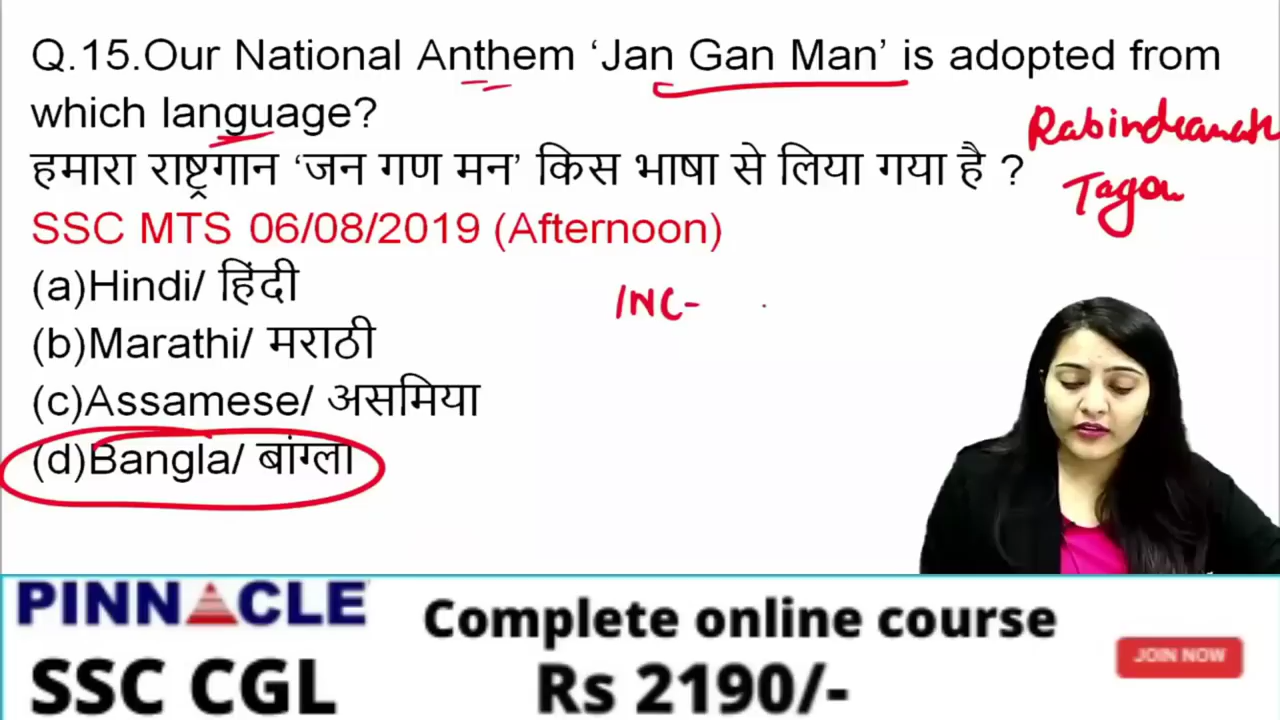 Q.15.Our National Anthem ‘Jan Gan Man’ is adopted from
which language?
हमारा राष्ट्रगान ‘जन गण मन’ किस भाषा से लिया गया है ?
Rabindranath
Tagore
SSC MTS 06/08/2019 (Afternoon)
(a)Hindi/ हिंदी
INC-
(b)Marathi/ मराठी
(c)Assamese/ असमिया
(d)Bangla/ बांग्ला
PINNACLE
SSC CGL
Complete online course
Rs 2190/-
JOIN NOW